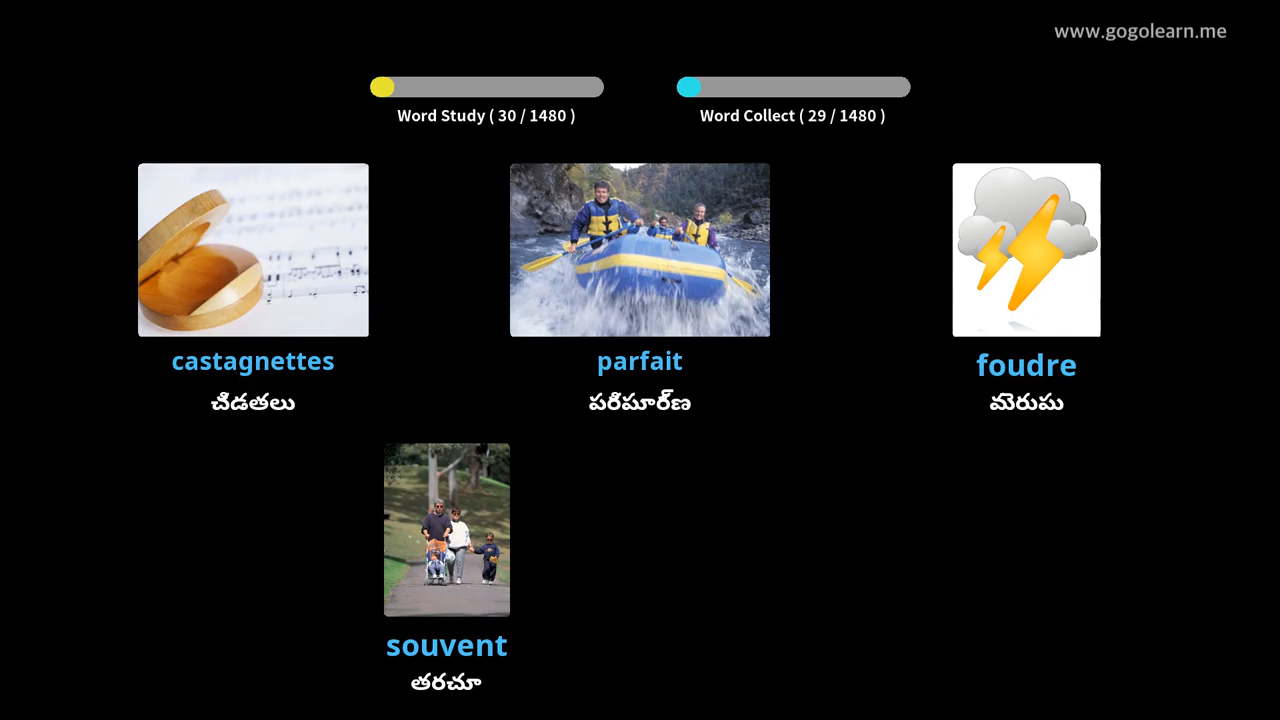 www.gogolearn.me
Word Study ( 30 / 1480 )
Word Collect ( 29 / 1480 )
castagnettes
parfait
foudre
చిడతలు
పరిపూర్ణ
మెరుపు
souvent
తరచూ